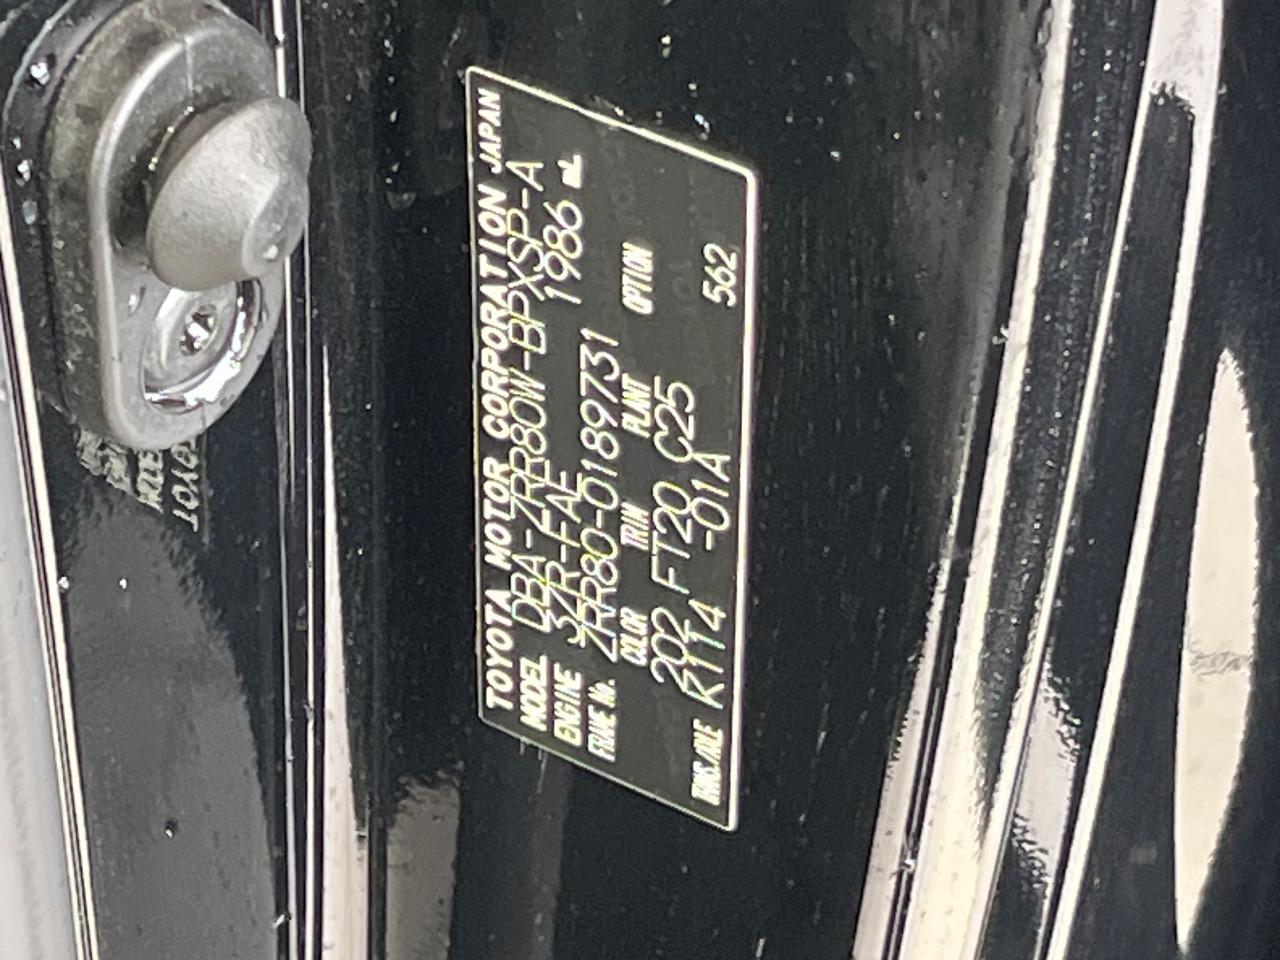 TOYOTA MOTOR CORPORATION JAPAN
MODEL DBA-ZRR80W-BPXSP-A
ENGINE 3ZR-FAE 1986 mL
FRAME No. ZRR80-0189731
COLOR TRIM PLANT OPTION
202 FT20 C25 562
TRANS./AXLE K114 -01A